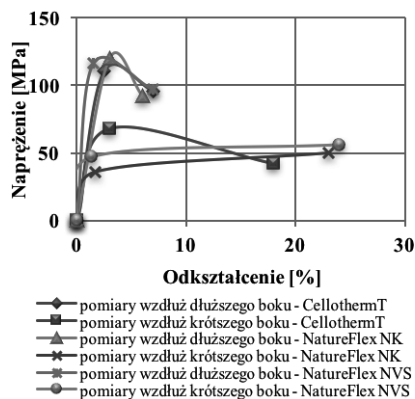 150
100
50
0
Naprężenie [MPa]
0
10
20
30
Odkształcenie [%]
pomiary wzdłuż dłuższego boku - CellothermT
pomiary wzdłuż krótszego boku - CellothermT
pomiary wzdłuż dłuższego boku - NatureFlex NK
pomiary wzdłuż krótszego boku - NatureFlex NK
pomiary wzdłuż dłuższego boku - NatureFlex NVS
pomiary wzdłuż krótszego boku - NatureFlex NVS